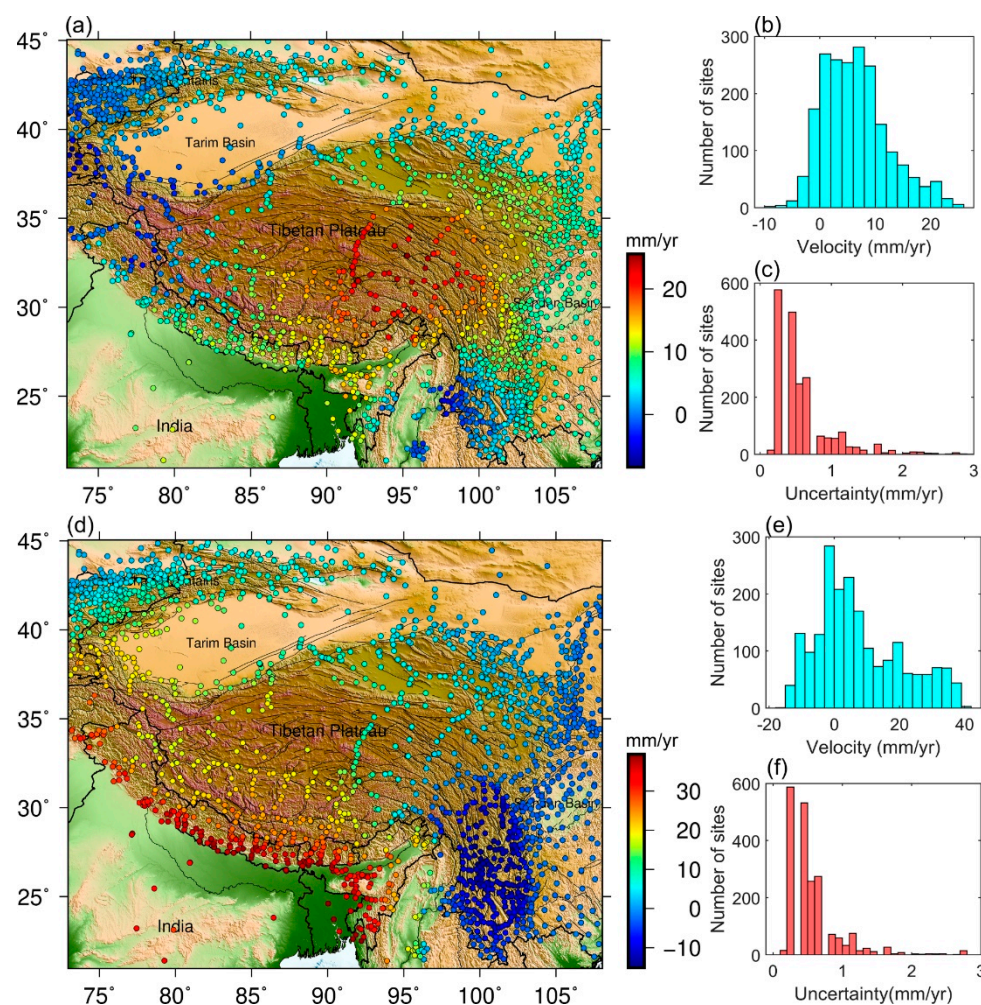 (a)
45°
40°
35°
30°
25°
Tarim Basin
Tibetan Plateau
India
75° 80° 85° 90° 95° 100° 105°
mm/yr
20
10
0
(b)
Number of sites
300
200
100
0
-10 0 10 20
Velocity (mm/yr)
(c)
Number of sites
600
400
200
0
0 1 2 3
Uncertainty(mm/yr)
(d)
45°
40°
35°
30°
25°
Tarim Basin
Tibetan Plateau
India
75° 80° 85° 90° 95° 100° 105°
mm/yr
30
20
10
0
−10
(e)
Number of sites
300
200
100
0
-20 0 20 40
Velocity (mm/yr)
(f)
Number of sites
600
400
200
0
0 1 2 3
Uncertainty(mm/yr)